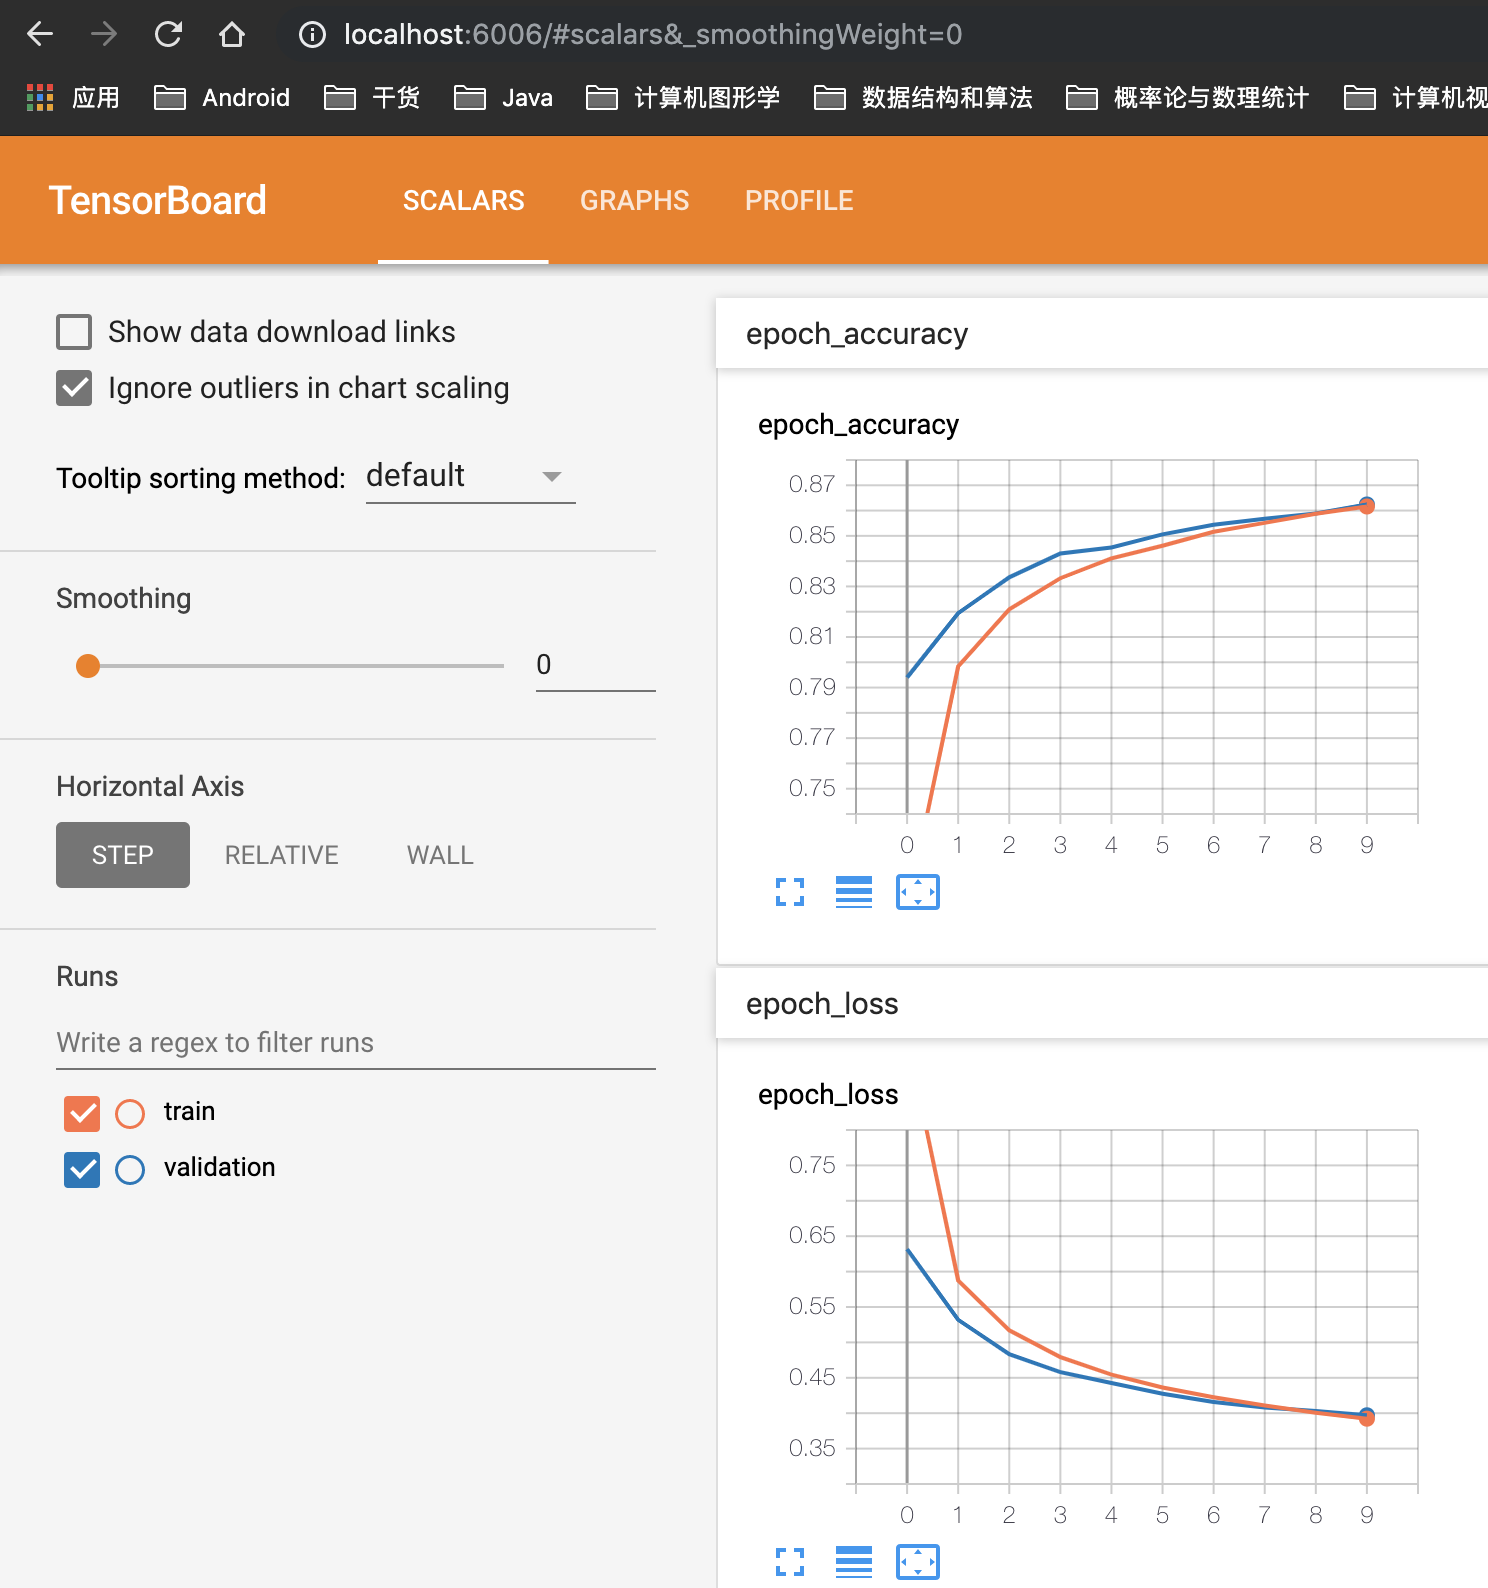 localhost:6006/#scalars&_smoothingWeight=0
应用 Android 干货 Java 计算机图形学 数据结构和算法 概率论与数理统计 计算机视
TensorBoard SCALARS GRAPHS PROFILE
Show data download links
Ignore outliers in chart scaling
Tooltip sorting method: default
Smoothing
0
Horizontal Axis
STEP RELATIVE WALL
Runs
Write a regex to filter runs
train
validation
epoch_accuracy
epoch_accuracy
0.87
0.85
0.83
0.81
0.79
0.77
0.75
0 1 2 3 4 5 6 7 8 9
epoch_loss
epoch_loss
0.75
0.65
0.55
0.45
0.35
0 1 2 3 4 5 6 7 8 9